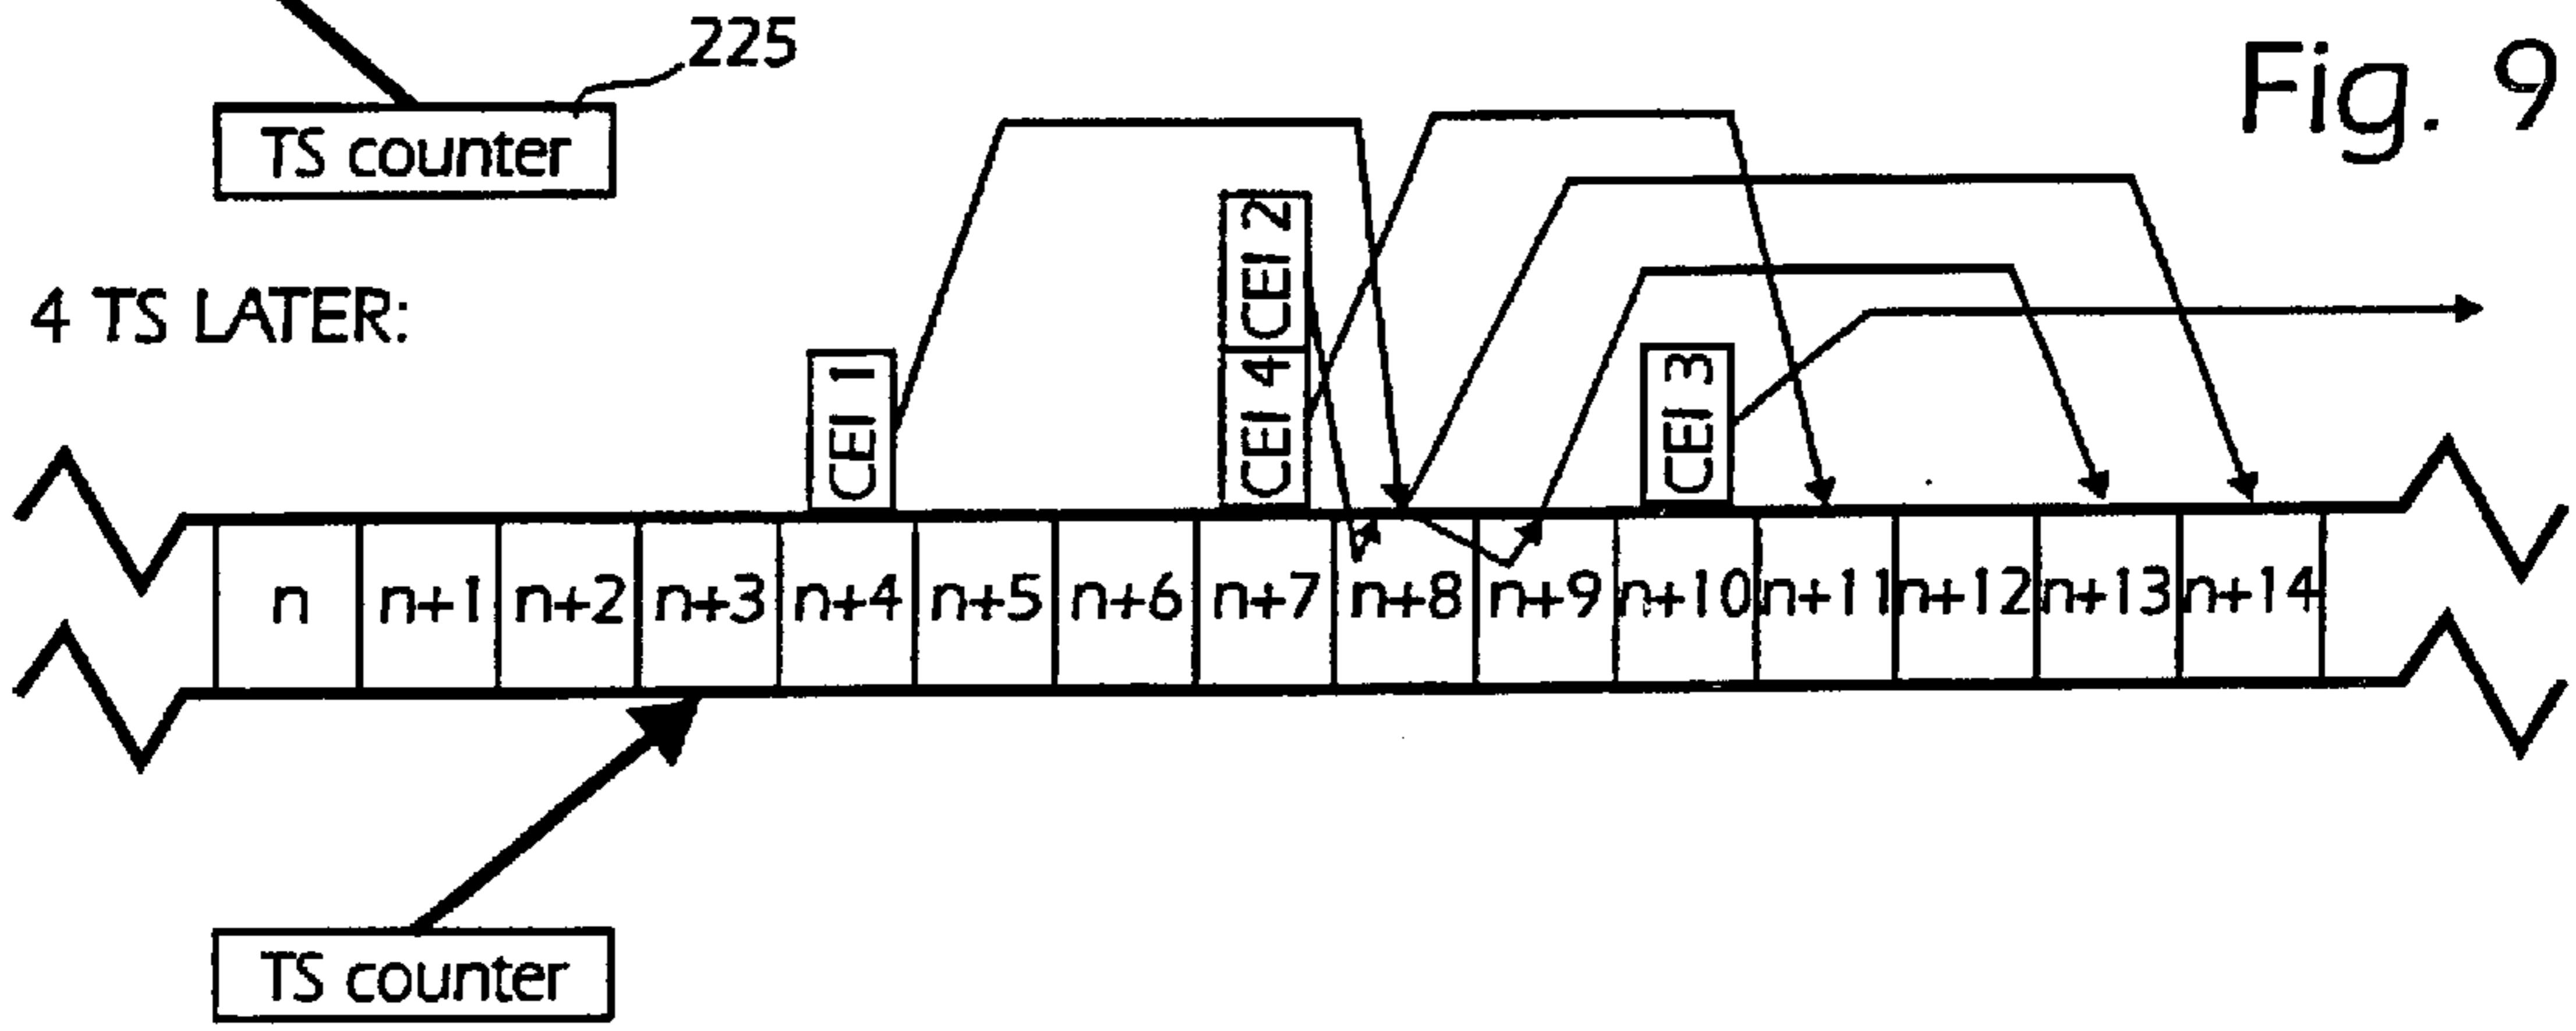 225
Fig. 9
TS counter
4 TS LATER:
CEI 1
CEI 2
CEI 4
CEI 3
n
n+1
n+2
n+3
n+4
n+5
n+6
n+7
n+8
n+9
n+10
n+11
n+12
n+13
n+14
TS counter